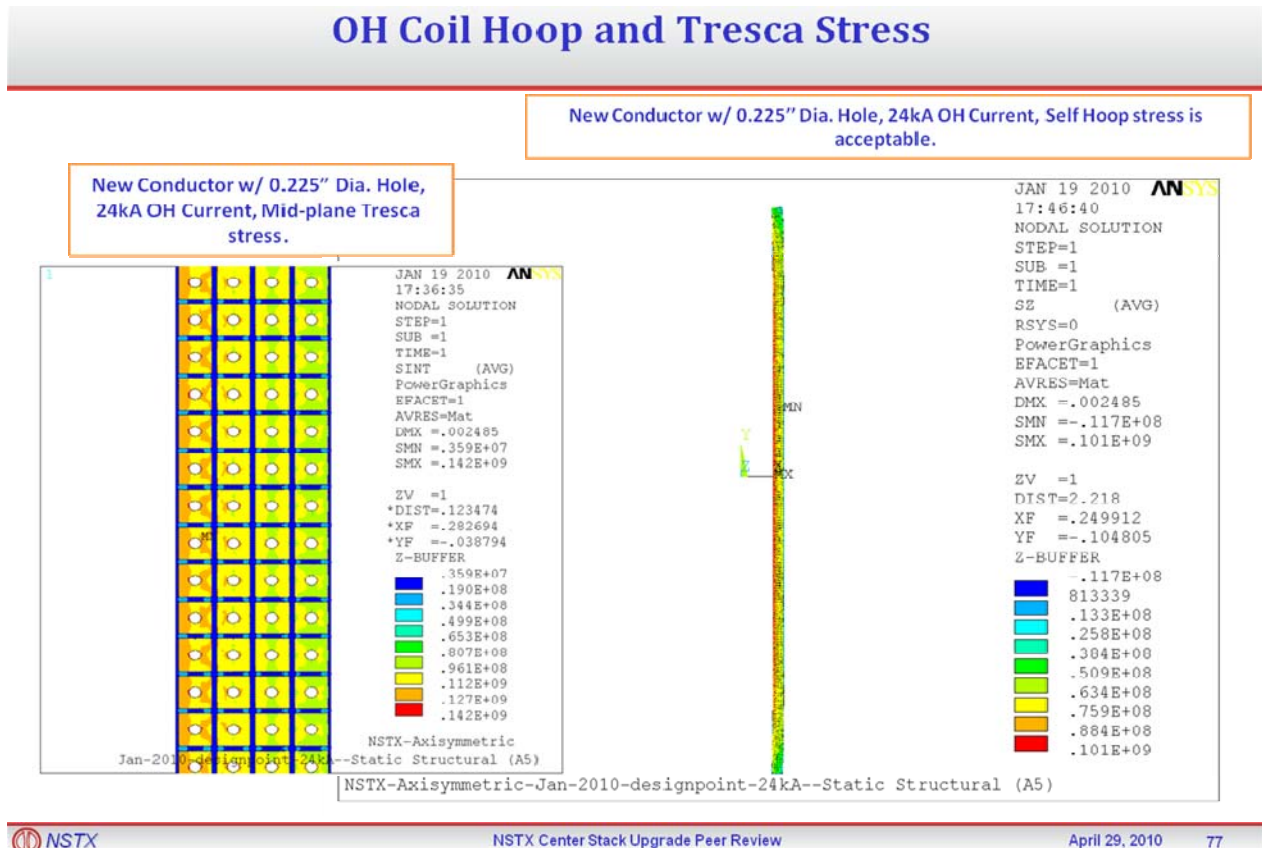 OH Coil Hoop and Tresca Stress
New Conductor w/ 0.225" Dia. Hole, 24kA OH Current, Self Hoop stress is
acceptable.
New Conductor w/ 0.225" Dia. Hole,
24kA OH Current, Mid-plane Tresca
stress.
1
JAN 19 2010 ANSYS
17:36:35
NODAL SOLUTION
STEP=1
SUB =1
TIME=1
SINT (AVG)
PowerGraphics
EFACET=1
AVRES=Mat
DMX =.002485
SMN =.359E+07
SMX =.142E+09
ZV =1
*DIST=.123474
*XF =.282694
*YF =-.038794
Z-BUFFER
.359E+07
.190E+08
.344E+08
.499E+08
.653E+08
.807E+08
.961E+08
.112E+09
.127E+09
.142E+09
NSTX-Axisymmetric
Jan-2010-designpoint-24kA--Static Structural (A5)
JAN 19 2010 ANSYS
17:46:40
NODAL SOLUTION
STEP=1
SUB =1
TIME=1
SZ (AVG)
RSYS=0
PowerGraphics
EFACET=1
AVRES=Mat
DMX =.002485
SMN =-.117E+08
SMX =.101E+09
ZV =1
DIST=2.218
XF =.249912
YF =-.104805
Z-BUFFER
-.117E+08
813339
.133E+08
.258E+08
.384E+08
.509E+08
.634E+08
.759E+08
.884E+08
.101E+09
MN
Y
Z
MX
NSTX-Axisymmetric-Jan-2010-designpoint-24kA--Static Structural (A5)
NSTX
NSTX Center Stack Upgrade Peer Review
April 29, 2010 77